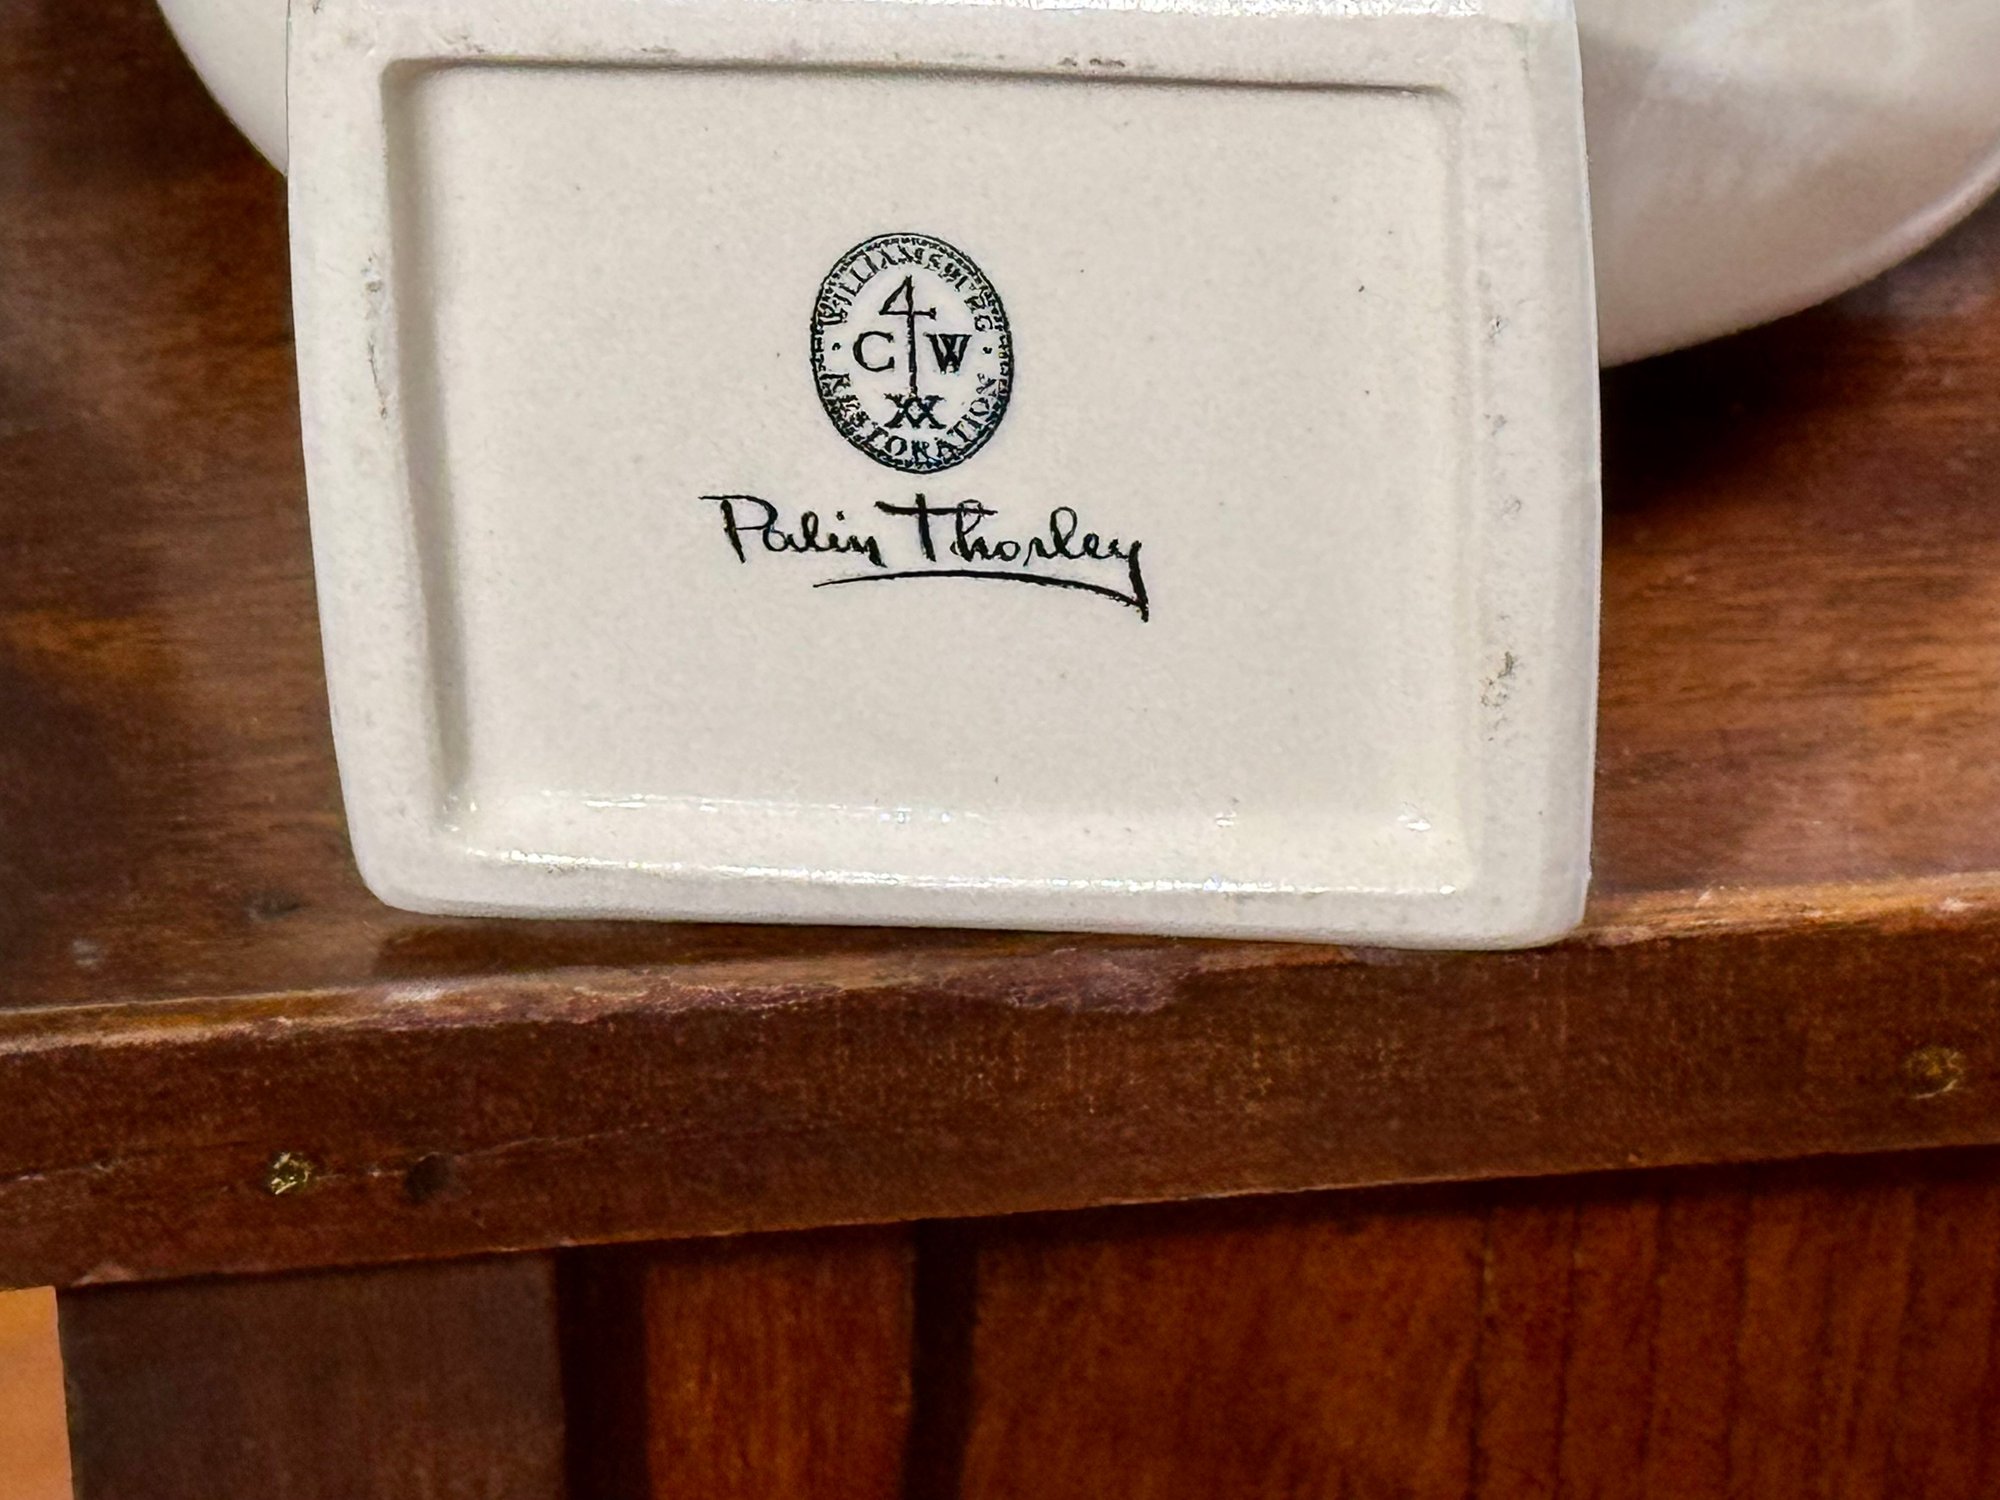 WILLIAMSBURG
C W
RESTORATION
Palin Thorley